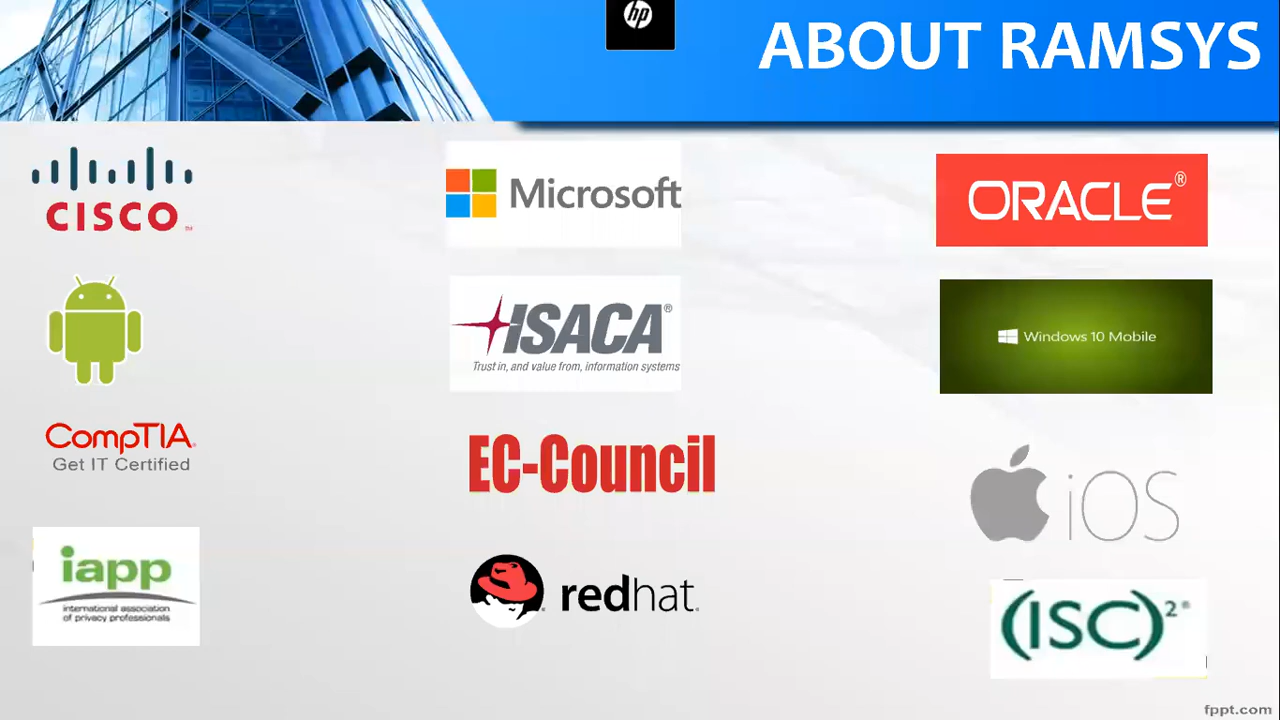 hp
ABOUT RAMSYS
CISCO™
Microsoft
ORACLE®
ISACA®
Trust in, and value from, information systems
Windows 10 Mobile
CompTIA
Get IT Certified
EC-Council
iOS
iapp
international association
of privacy professionals
redhat.
(ISC)²®
fppt.com